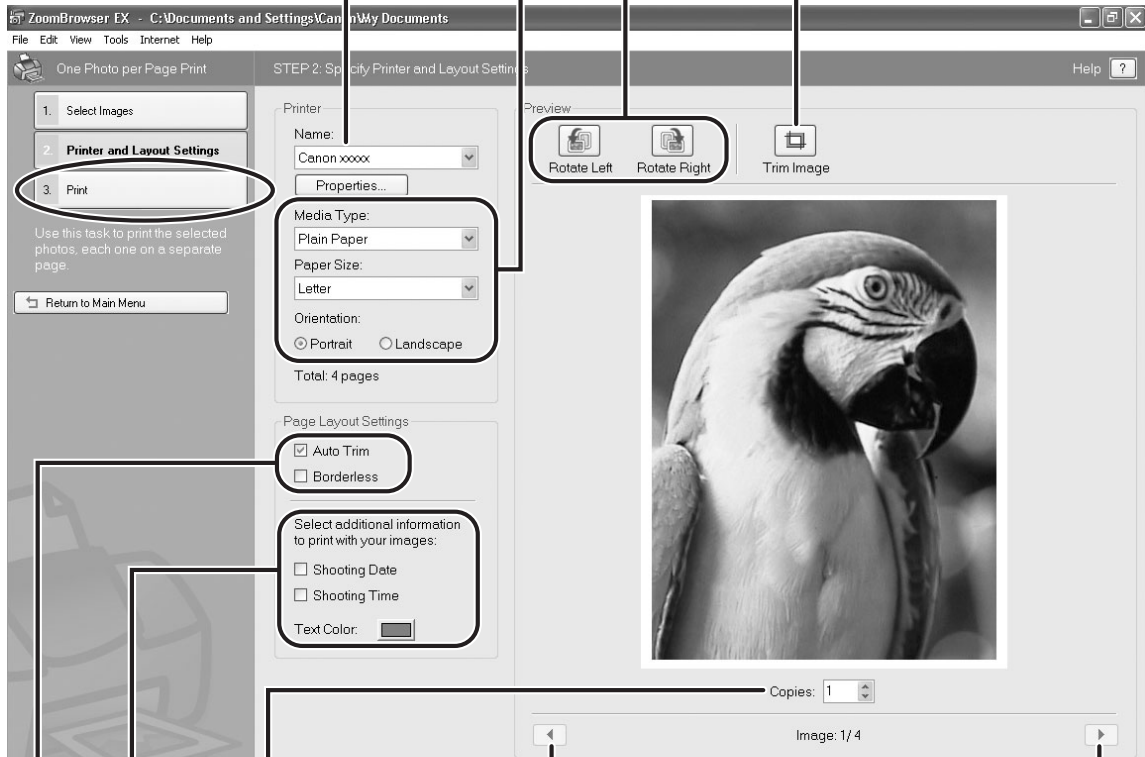 ZoomBrowser EX - C:\Documents and Settings\Canon\My Documents
File Edit View Tools Internet Help
One Photo per Page Print
STEP 2: Specify Printer and Layout Settings
Help ?
1. Select Images
2. Printer and Layout Settings
3. Print
Use this task to print the selected
photos, each one on a separate
page.
Return to Main Menu
Printer
Name:
Canon xxxxx
Properties...
Media Type:
Plain Paper
Paper Size:
Letter
Orientation:
Portrait Landscape
Total: 4 pages
Page Layout Settings
Auto Trim
Borderless
Select additional information
to print with your images:
Shooting Date
Shooting Time
Text Color:
Preview
Rotate Left Rotate Right Trim Image
Copies: 1
Image: 1/ 4